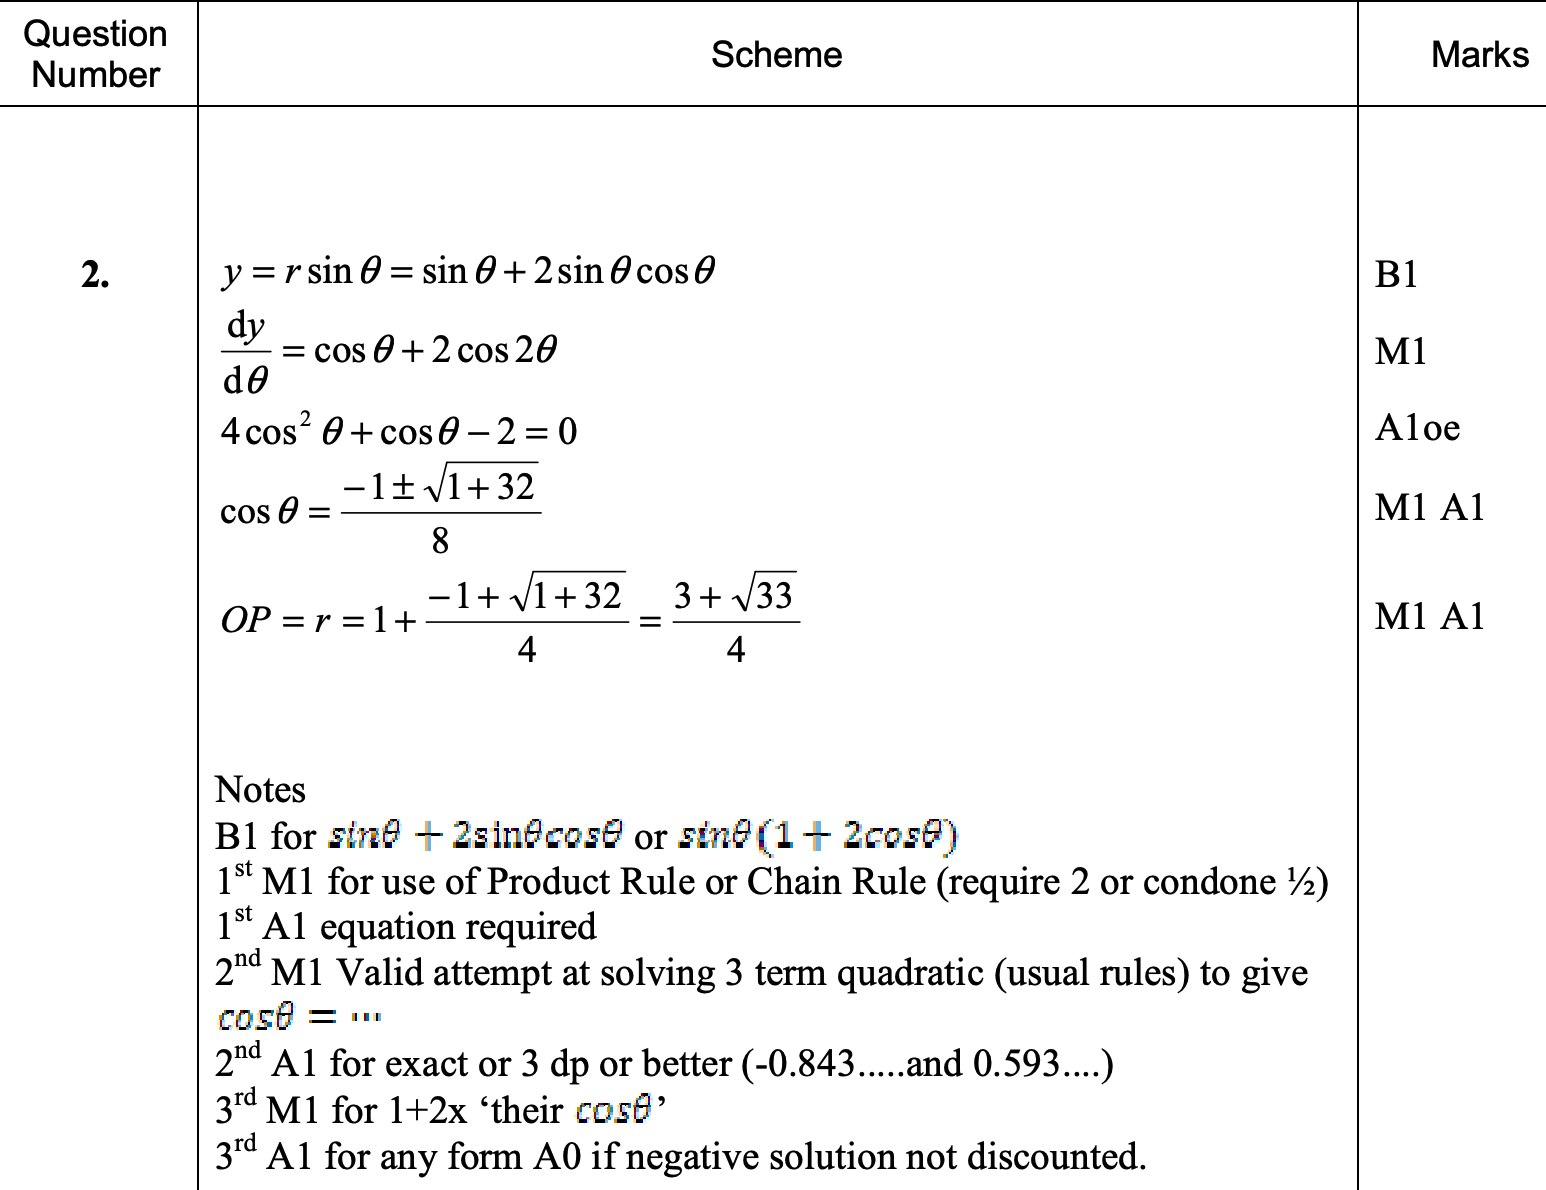 Question Number Scheme Marks
2.
y = r sin θ = sin θ + 2 sin θ cos θ B1
dy/dθ = cos θ + 2 cos 2θ M1
4 cos² θ + cos θ − 2 = 0 A1oe
cos θ = (−1 ± √(1 + 32))/8 M1 A1
OP = r = 1 + (−1 + √(1 + 32))/4 = (3 + √33)/4 M1 A1
Notes
B1 for sinθ + 2sinθcosθ or sinθ(1 + 2cosθ)
1st M1 for use of Product Rule or Chain Rule (require 2 or condone ½)
1st A1 equation required
2nd M1 Valid attempt at solving 3 term quadratic (usual rules) to give
cosθ = ⋯
2nd A1 for exact or 3 dp or better (-0.843.....and 0.593....)
3rd M1 for 1+2x ‘their cosθ’
3rd A1 for any form A0 if negative solution not discounted.